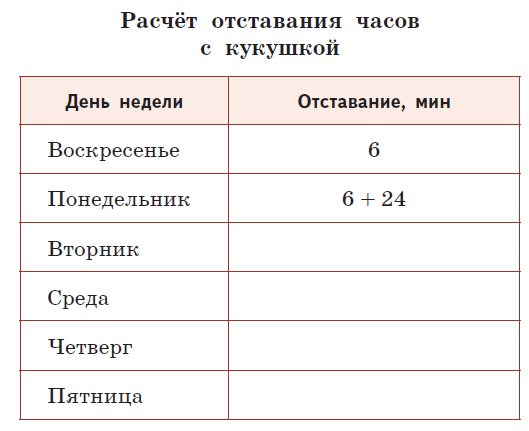 Расчёт отставания часов
с кукушкой
День недели Отставание, мин
Воскресенье 6
Понедельник 6 + 24
Вторник
Среда
Четверг
Пятница